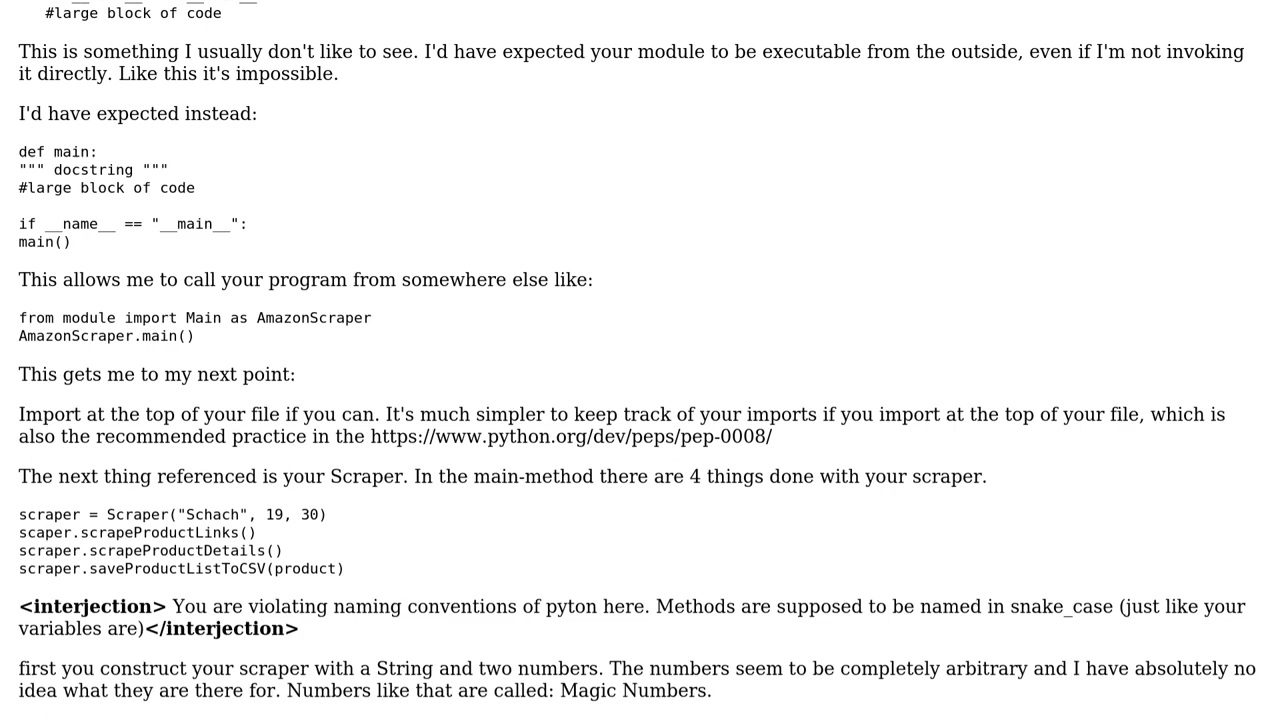 #large block of code
This is something I usually don't like to see. I'd have expected your module to be executable from the outside, even if I'm not invoking
it directly. Like this it's impossible.
I'd have expected instead:
def main:
""" docstring """
#large block of code
if __name__ == "__main__":
main()
This allows me to call your program from somewhere else like:
from module import Main as AmazonScraper
AmazonScraper.main()
This gets me to my next point:
Import at the top of your file if you can. It's much simpler to keep track of your imports if you import at the top of your file, which is
also the recommended practice in the https://www.python.org/dev/peps/pep-0008/
The next thing referenced is your Scraper. In the main-method there are 4 things done with your scraper.
scraper = Scraper("Schach", 19, 30)
scaper.scrapeProductLinks()
scraper.scrapeProductDetails()
scraper.saveProductListToCSV(product)
<interjection> You are violating naming conventions of pyton here. Methods are supposed to be named in snake_case (just like your
variables are)</interjection>
first you construct your scraper with a String and two numbers. The numbers seem to be completely arbitrary and I have absolutely no
idea what they are there for. Numbers like that are called: Magic Numbers.